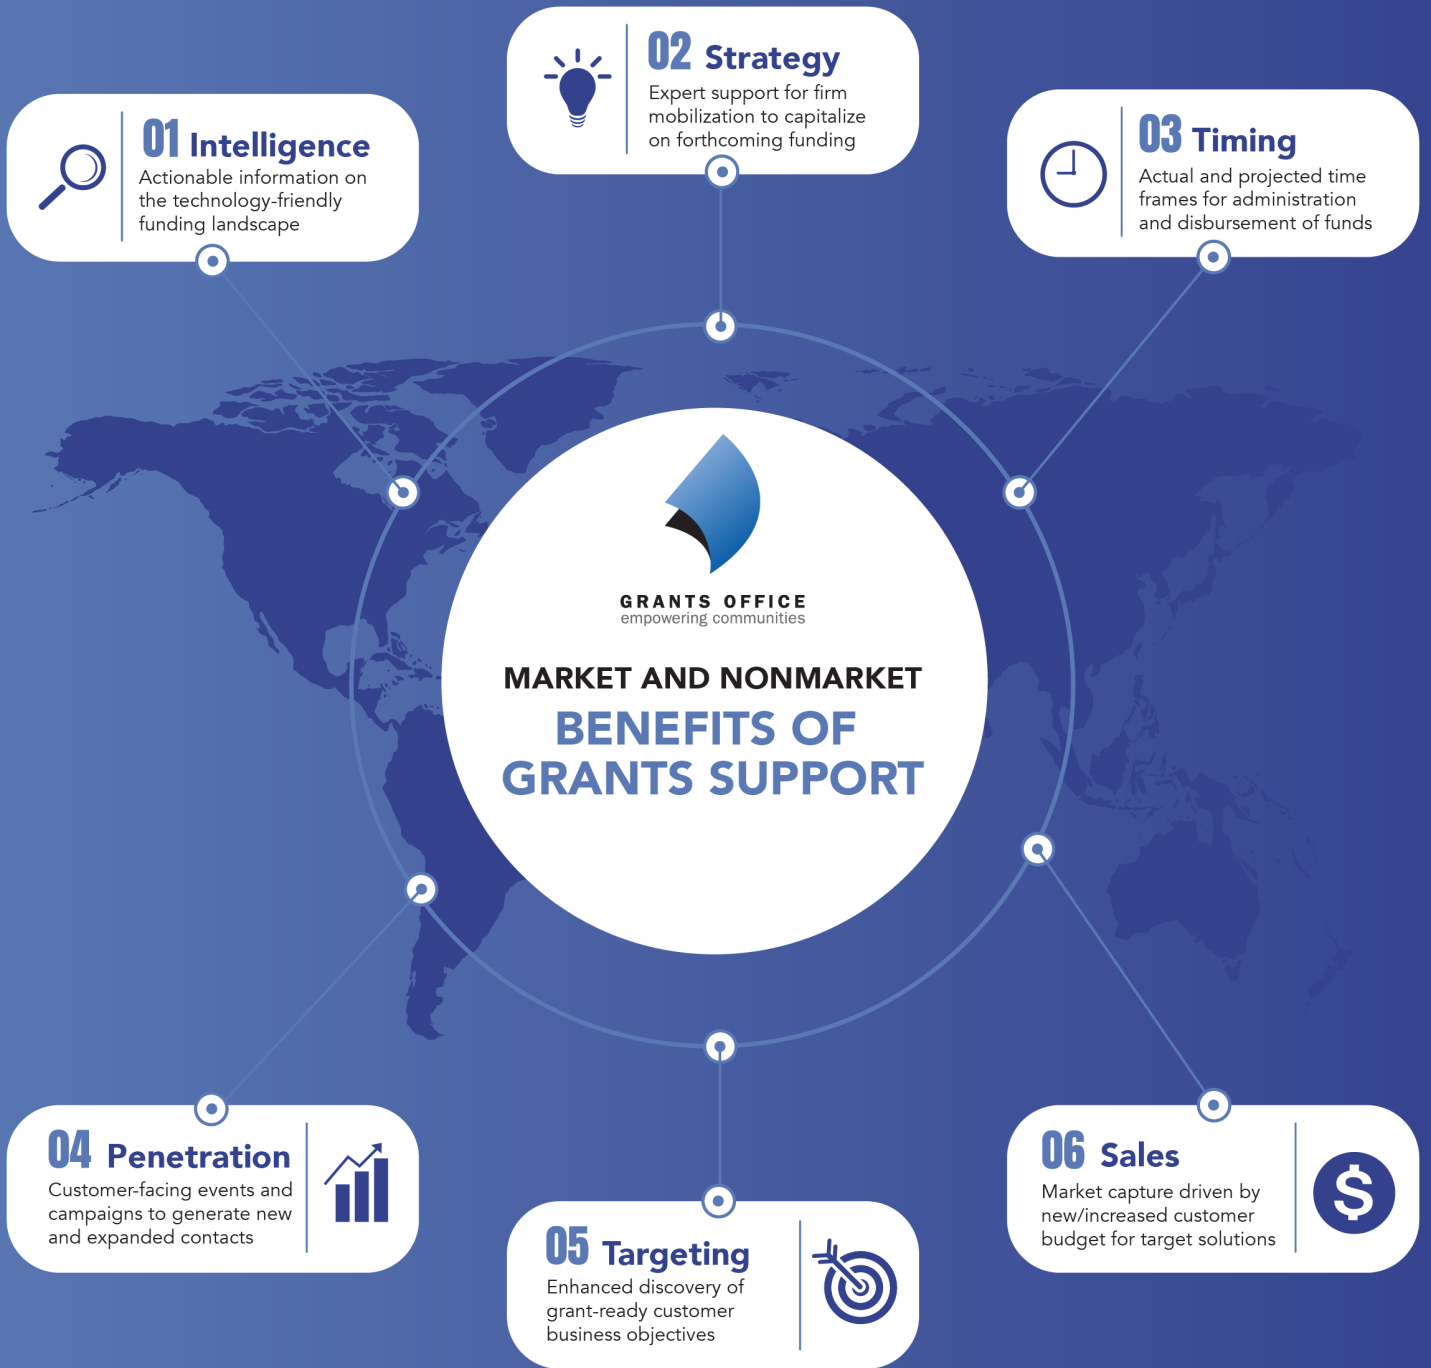 01 Intelligence
Actionable information on
the technology-friendly
funding landscape
02 Strategy
Expert support for firm
mobilization to capitalize
on forthcoming funding
03 Timing
Actual and projected time
frames for administration
and disbursement of funds
GRANTS OFFICE
empowering communities
MARKET AND NONMARKET
BENEFITS OF
GRANTS SUPPORT
04 Penetration
Customer-facing events and
campaigns to generate new
and expanded contacts
05 Targeting
Enhanced discovery of
grant-ready customer
business objectives
06 Sales
Market capture driven by
new/increased customer
budget for target solutions
$